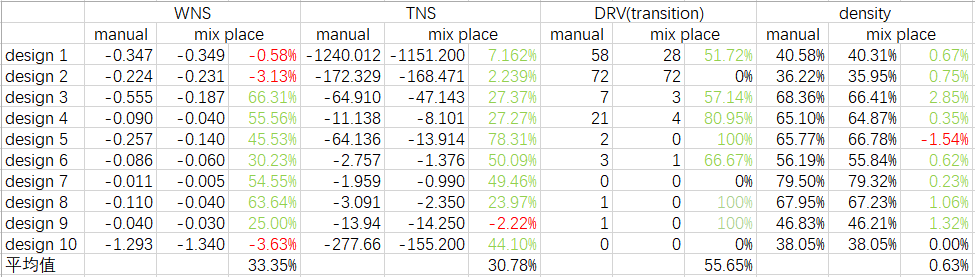 WNS TNS DRV(transition) density
manual mix place manual mix place manual mix place manual mix place
design 1 -0.347 -0.349 -0.58% -1240.012 -1151.200 7.162% 58 28 51.72% 40.58% 40.31% 0.67%
design 2 -0.224 -0.231 -3.13% -172.329 -168.471 2.239% 72 72 0% 36.22% 35.95% 0.75%
design 3 -0.555 -0.187 66.31% -64.910 -47.143 27.37% 7 3 57.14% 68.36% 66.41% 2.85%
design 4 -0.090 -0.040 55.56% -11.138 -8.101 27.27% 21 4 80.95% 65.10% 64.87% 0.35%
design 5 -0.257 -0.140 45.53% -64.136 -13.914 78.31% 2 0 100% 65.77% 66.78% -1.54%
design 6 -0.086 -0.060 30.23% -2.757 -1.376 50.09% 3 1 66.67% 56.19% 55.84% 0.62%
design 7 -0.011 -0.005 54.55% -1.959 -0.990 49.46% 0 0 0% 79.50% 79.32% 0.23%
design 8 -0.110 -0.040 63.64% -3.091 -2.350 23.97% 1 0 100% 67.95% 67.23% 1.06%
design 9 -0.040 -0.030 25.00% -13.94 -14.250 -2.22% 1 0 100% 46.83% 46.21% 1.32%
design 10 -1.293 -1.340 -3.63% -277.66 -155.200 44.10% 0 0 0% 38.05% 38.05% 0.00%
平均值 33.35% 30.78% 55.65% 0.63%